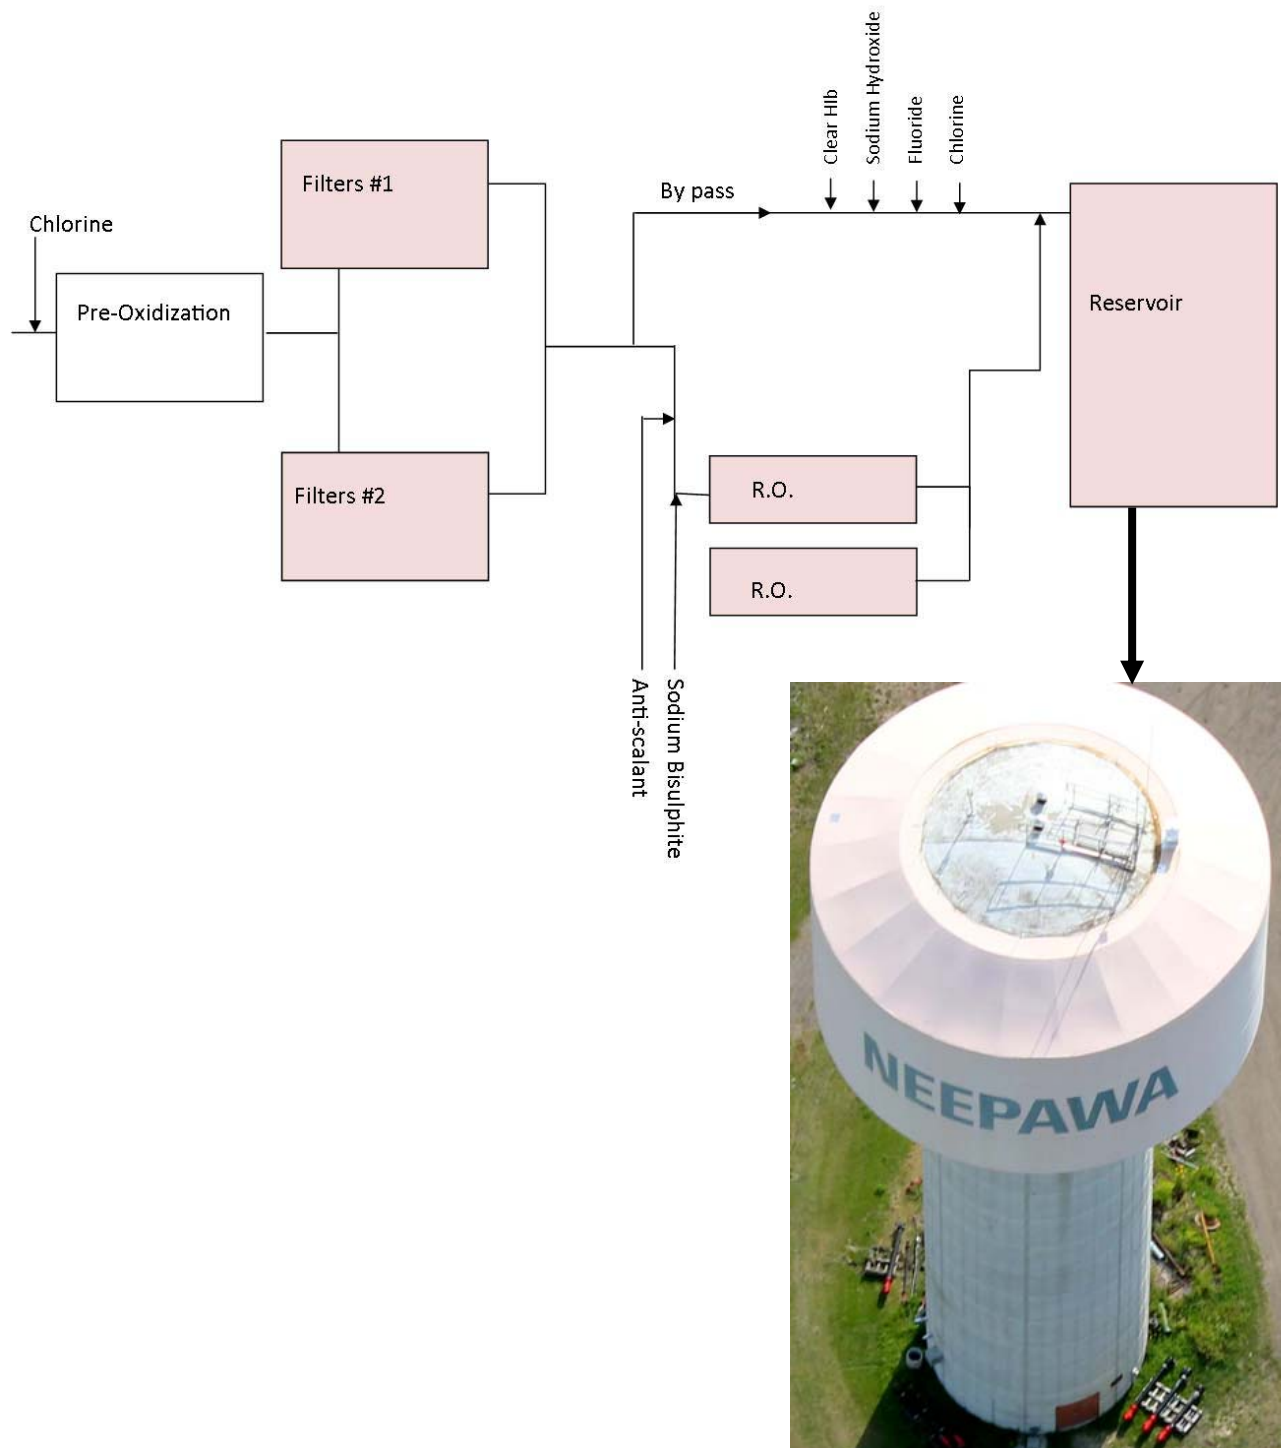 Clear HIb
Sodium Hydroxide
Fluoride
Chlorine
Filters #1
By pass
Chlorine
Pre-Oxidization
Reservoir
Filters #2
R.O.
R.O.
Anti-scalant
Sodium Bisulphite
NEEPAWA